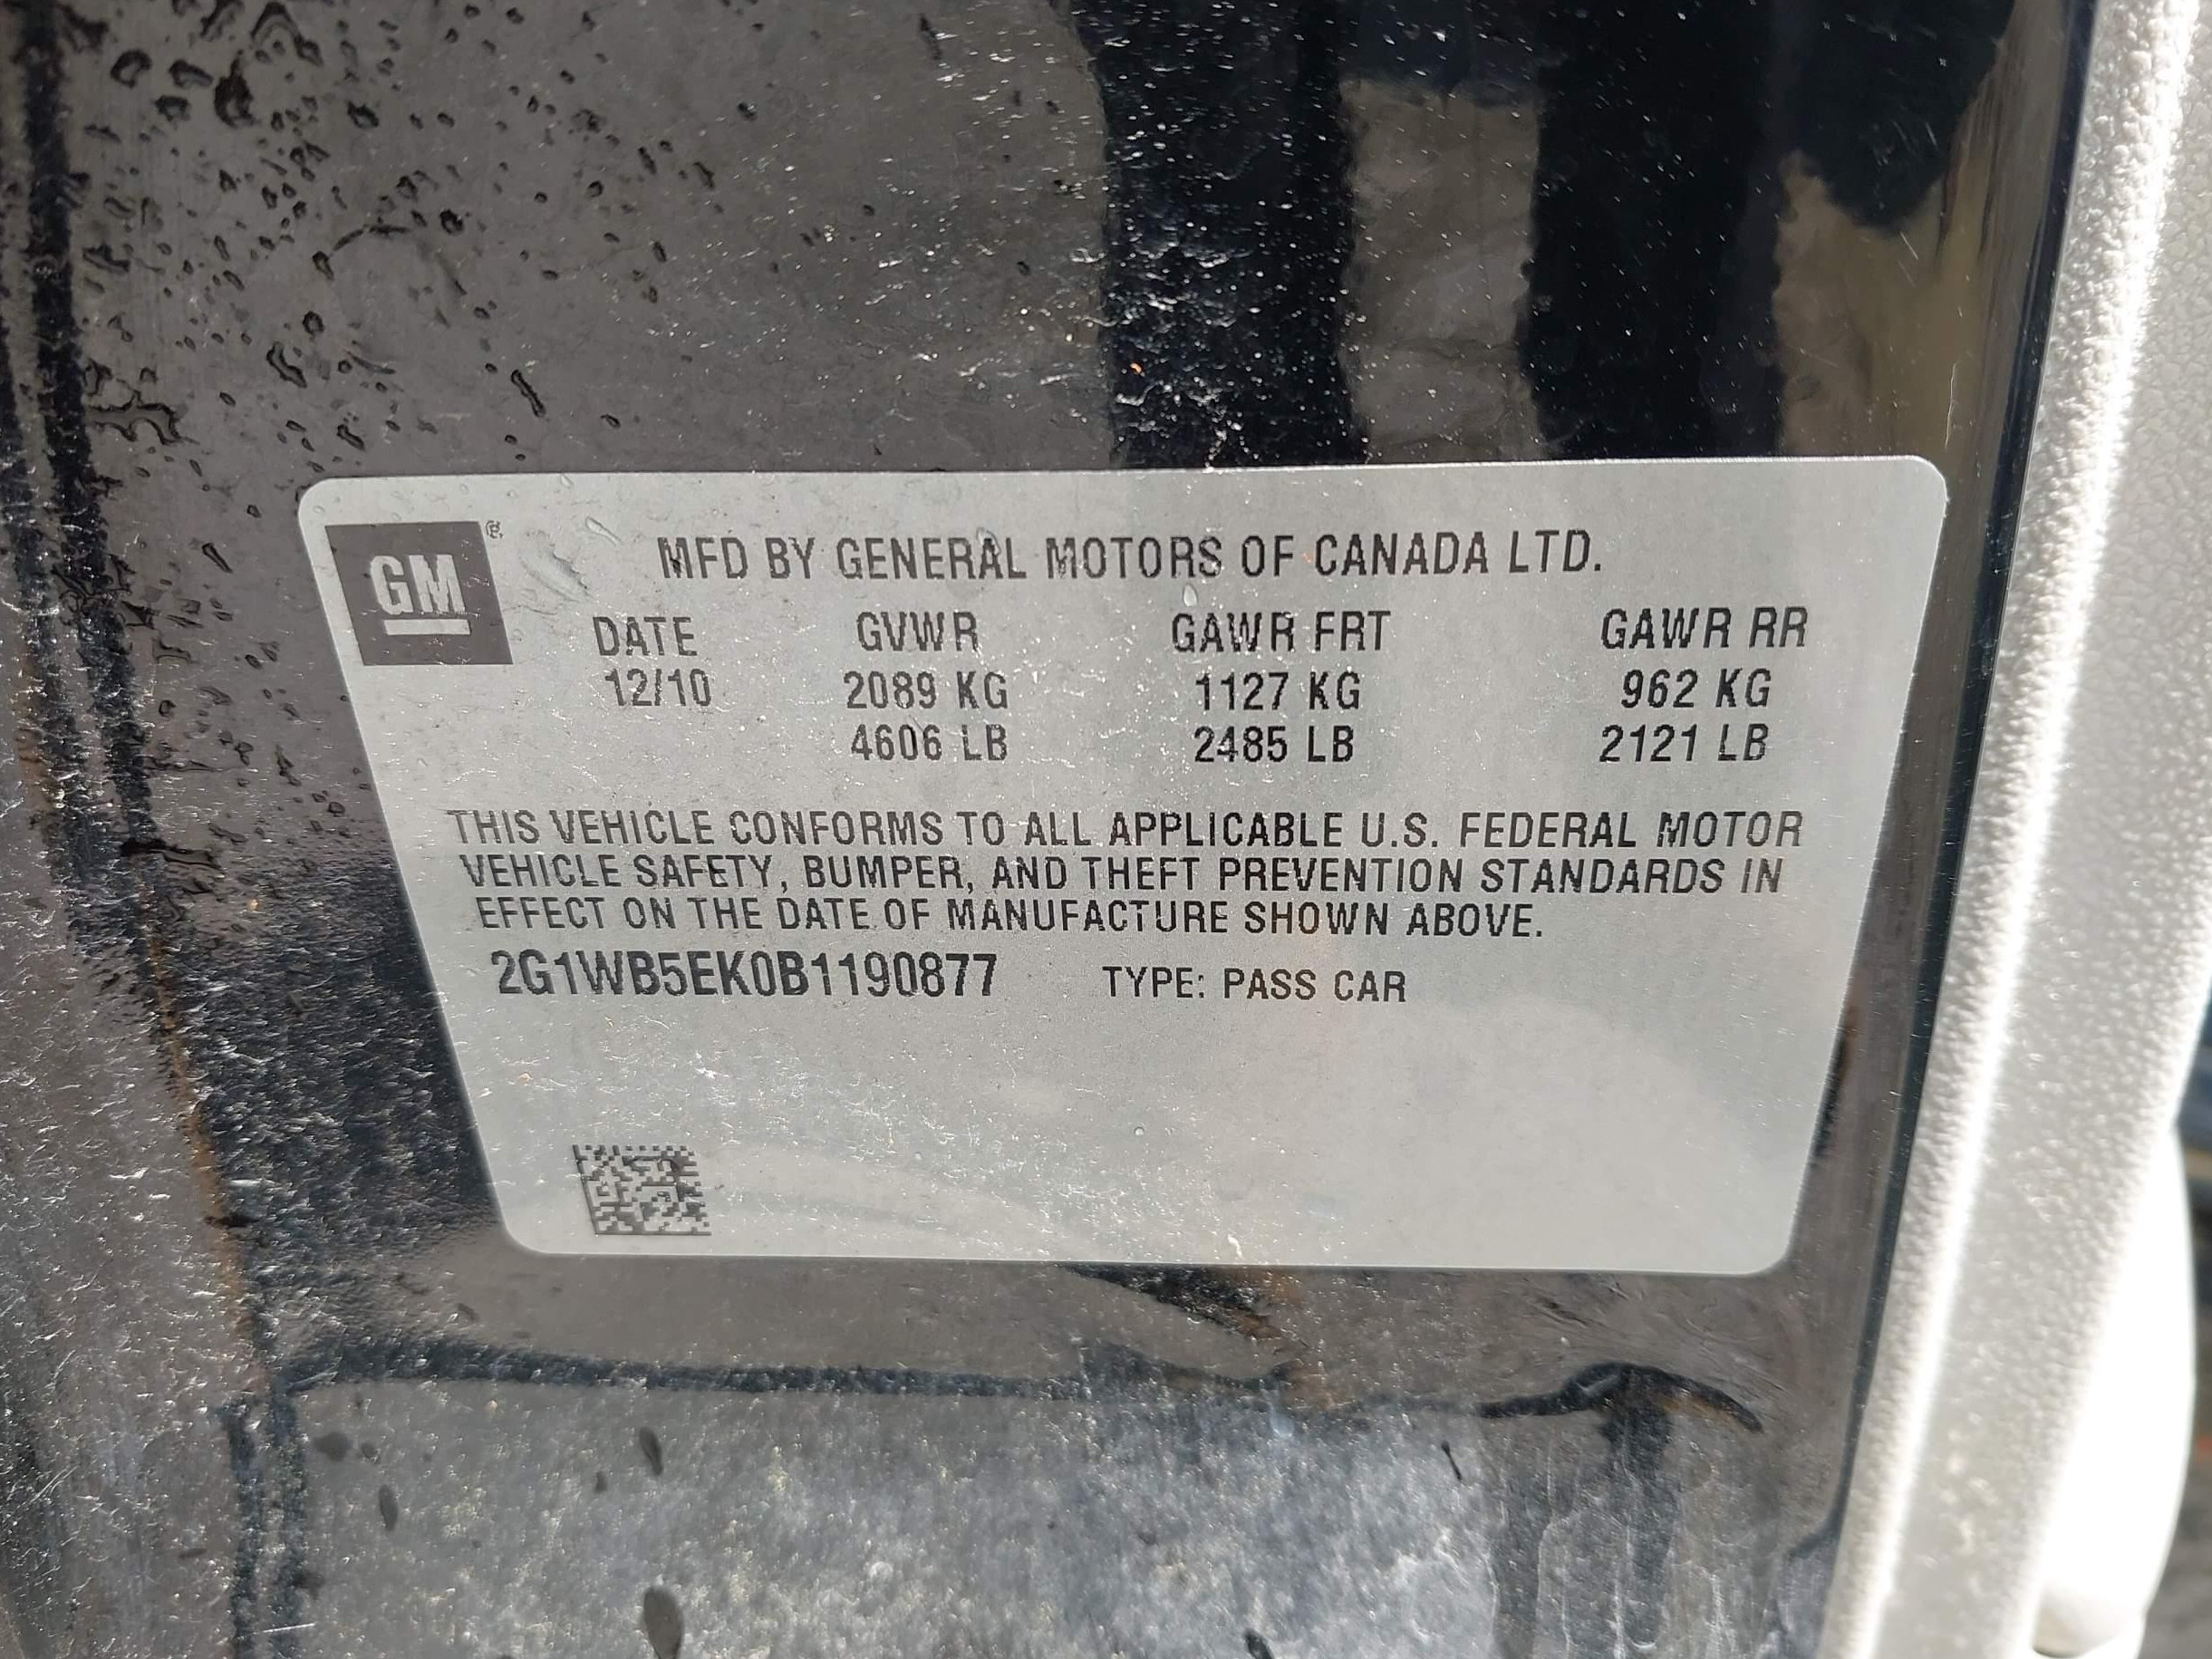 GM®
MFD BY GENERAL MOTORS OF CANADA LTD.
DATE GVWR GAWR FRT GAWR RR
12/10 2089 KG 1127 KG 962 KG
4606 LB 2485 LB 2121 LB
THIS VEHICLE CONFORMS TO ALL APPLICABLE U.S. FEDERAL MOTOR
VEHICLE SAFETY, BUMPER, AND THEFT PREVENTION STANDARDS IN
EFFECT ON THE DATE OF MANUFACTURE SHOWN ABOVE.
2G1WB5EK0B1190877 TYPE: PASS CAR